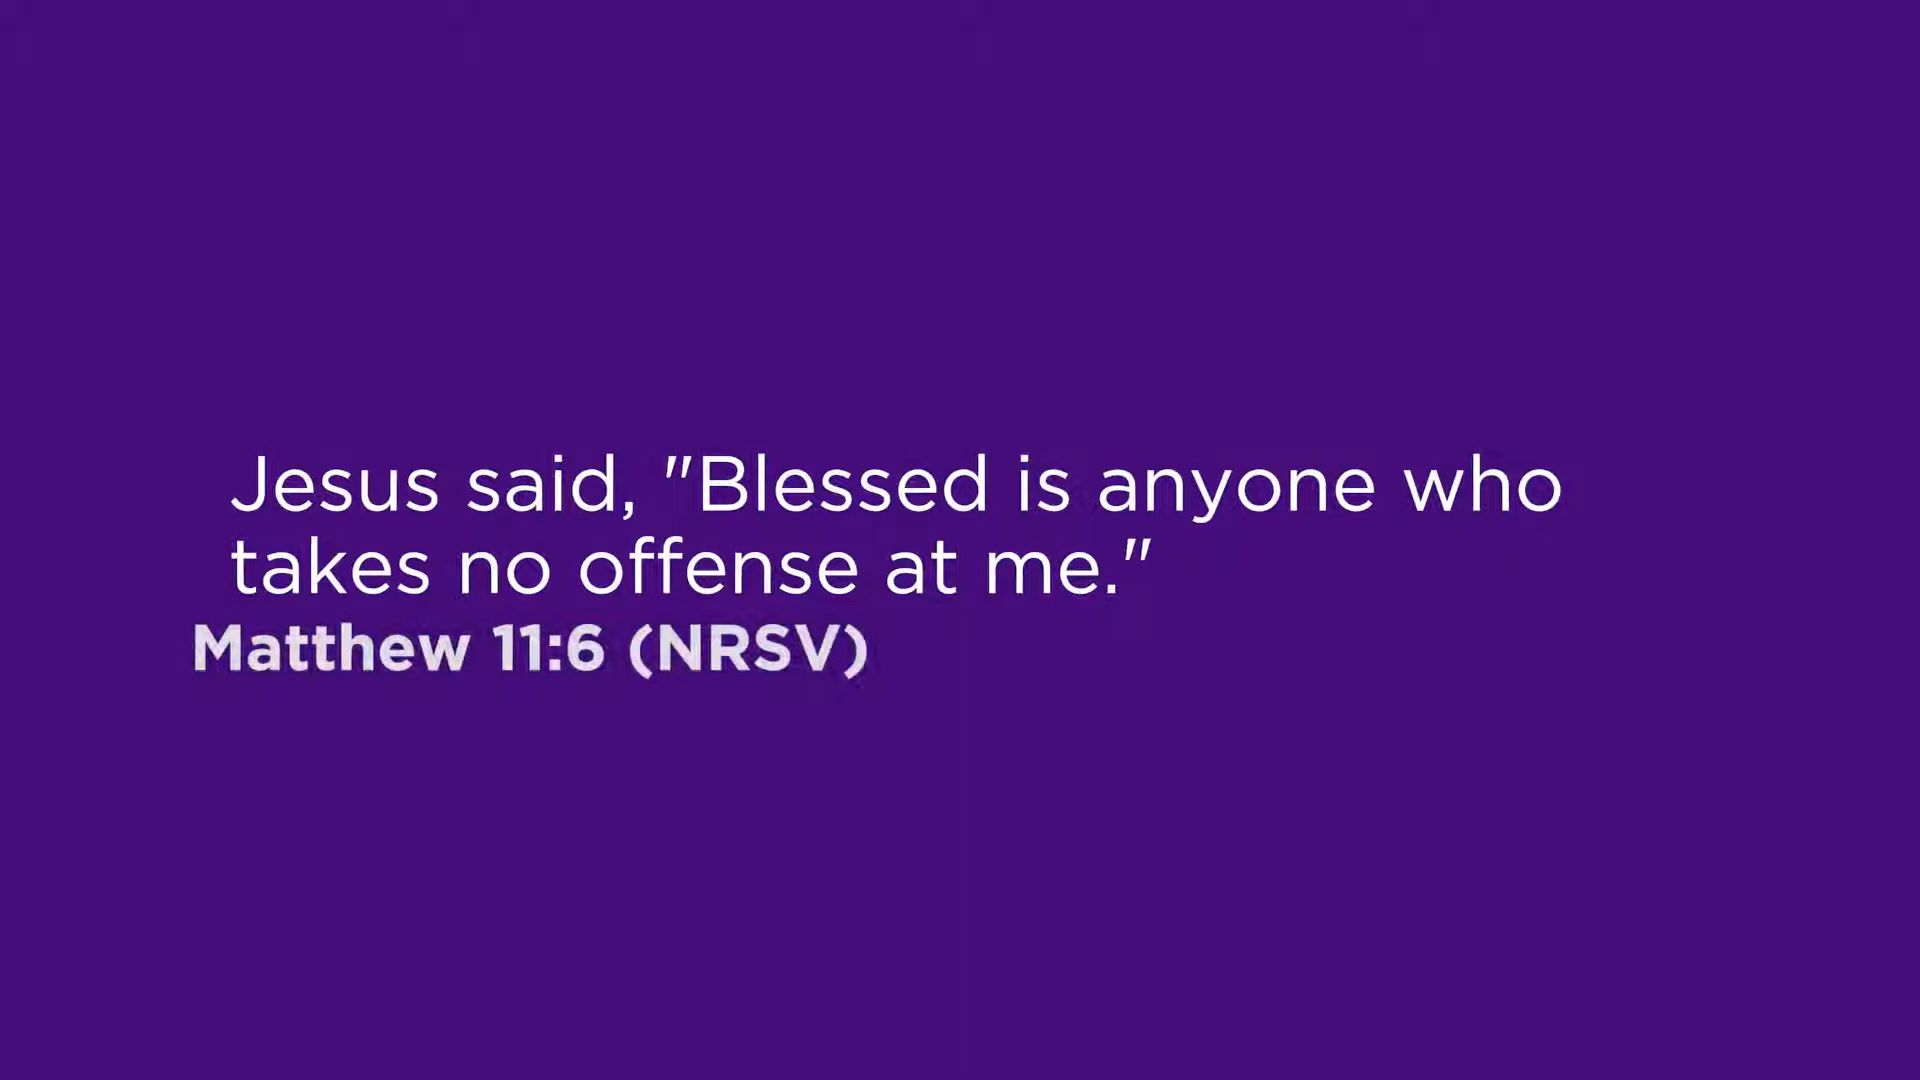 Jesus said, "Blessed is anyone who
takes no offense at me."
Matthew 11:6 (NRSV)